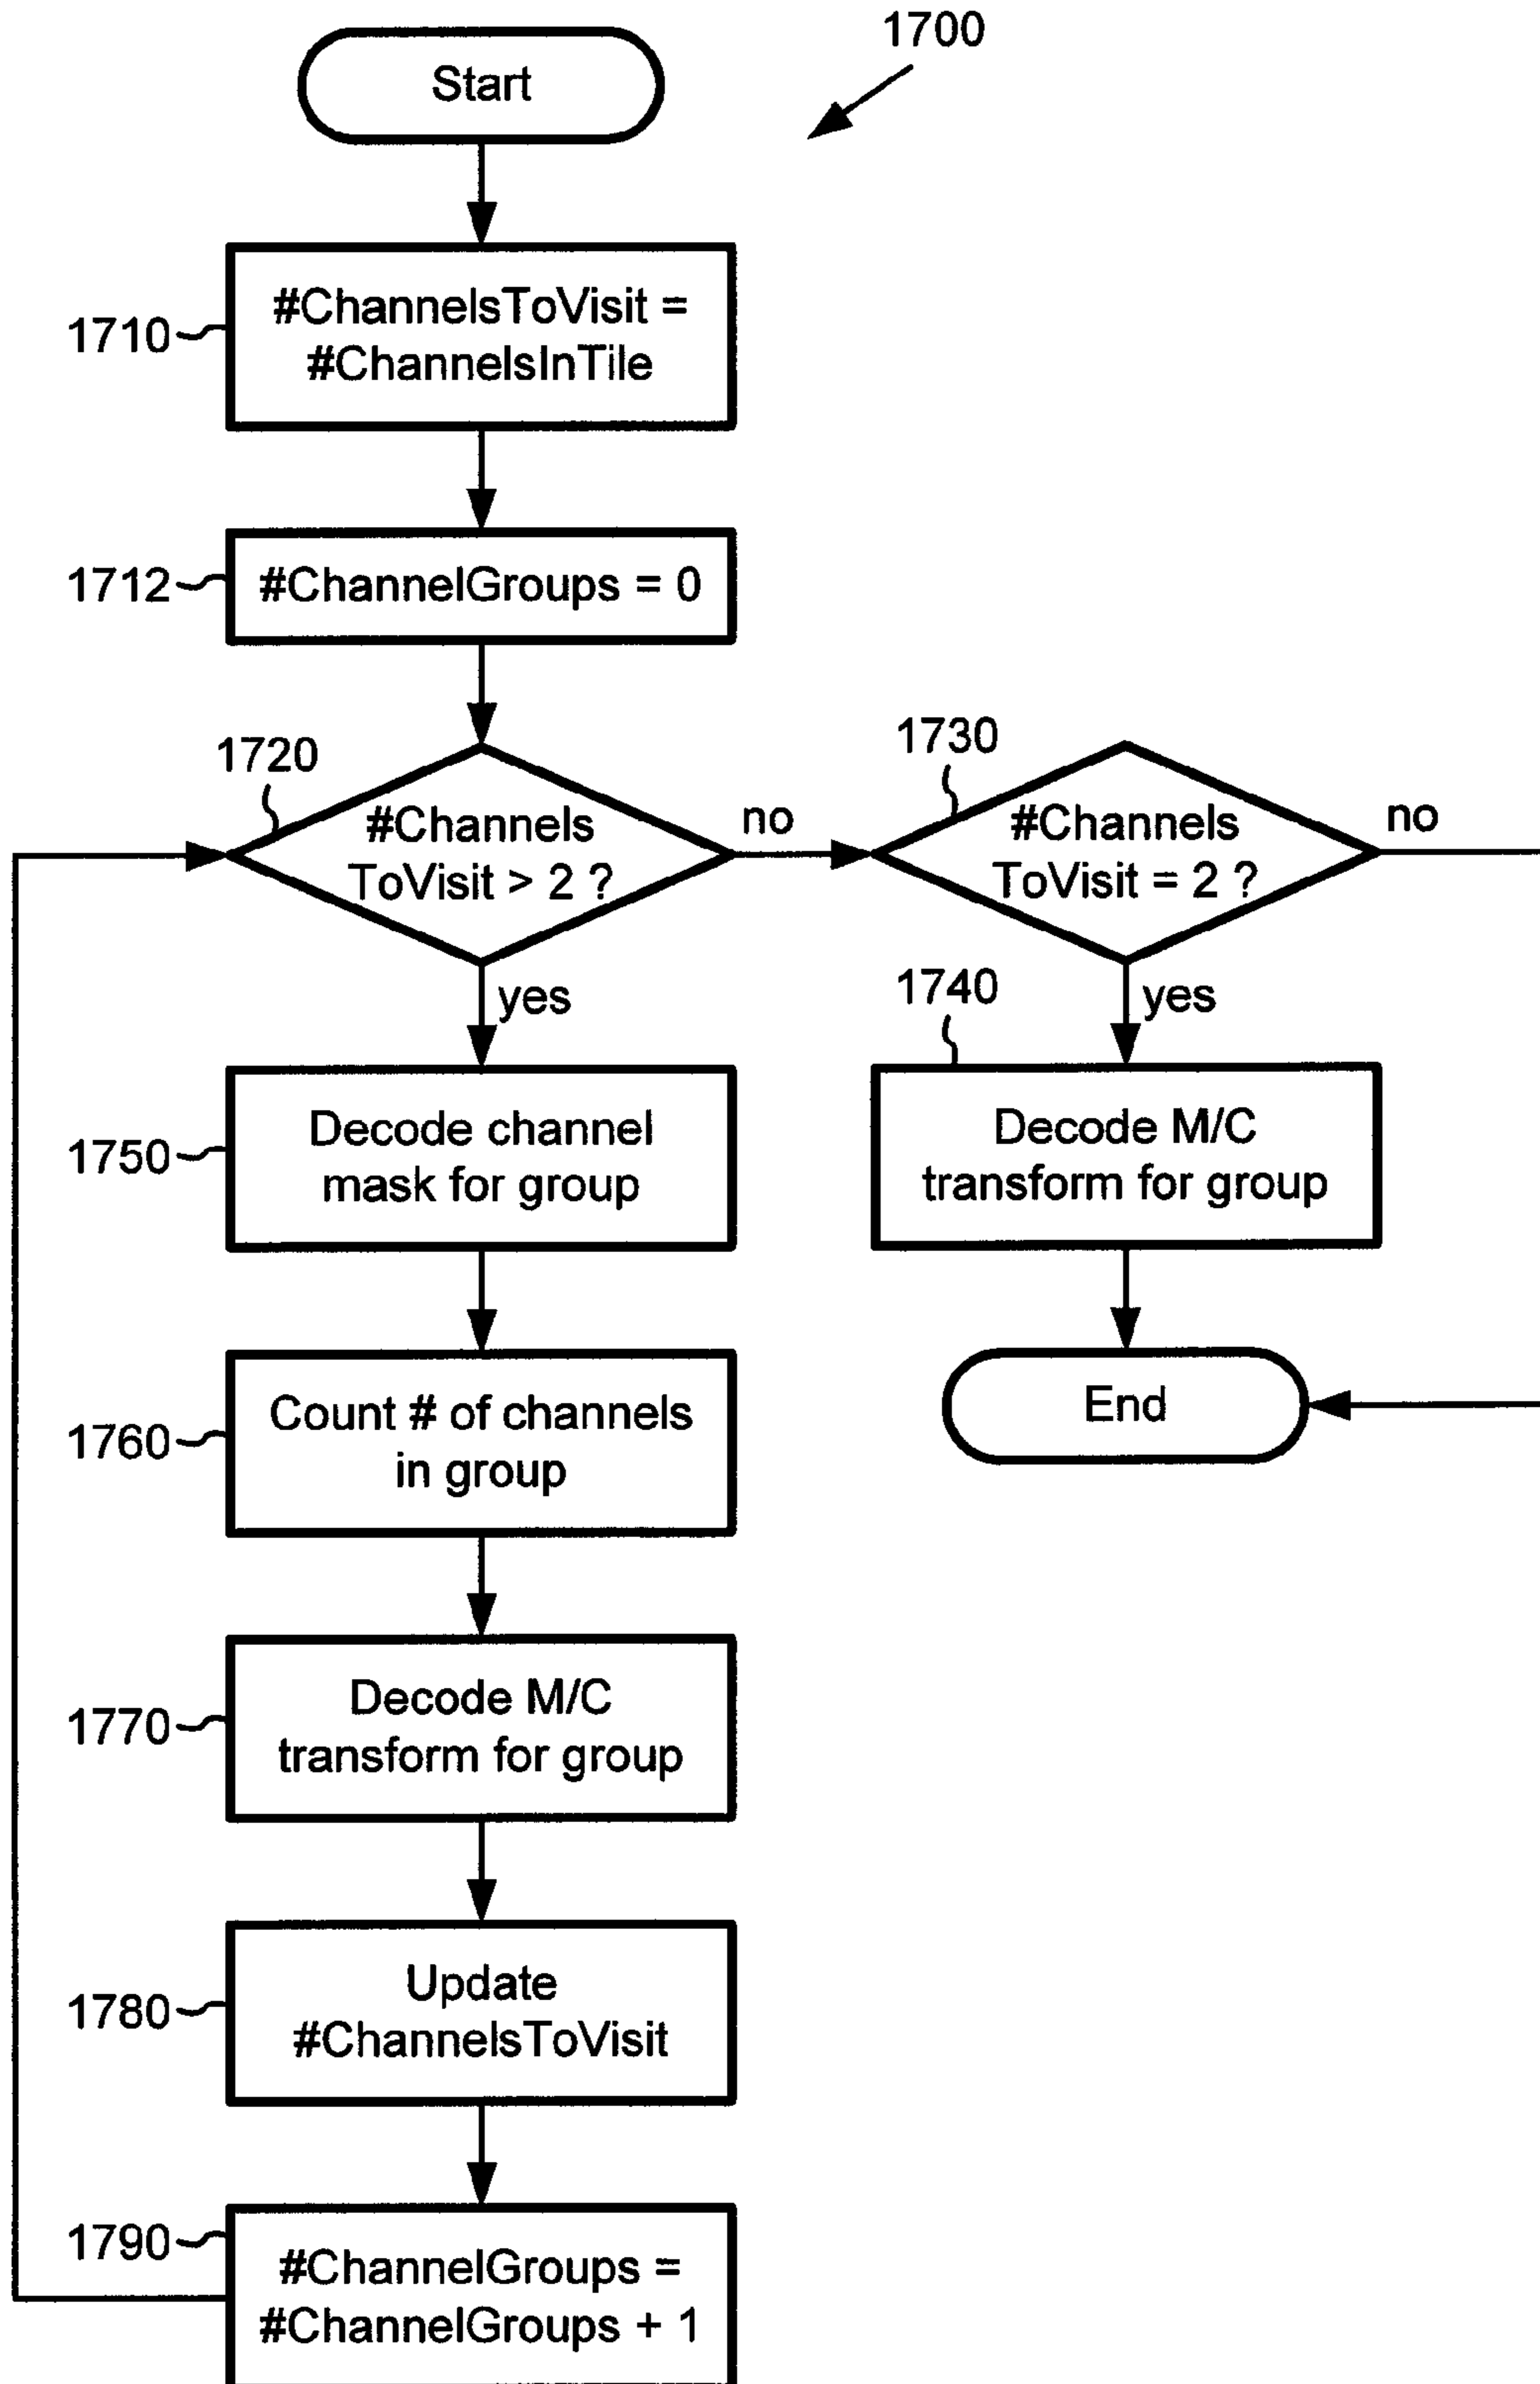 1700
Start
1710
#ChannelsToVisit =
#ChannelsInTile
1712
#ChannelGroups = 0
1720
#Channels
ToVisit > 2 ?
no
yes
1730
#Channels
ToVisit = 2 ?
no
yes
1740
Decode M/C
transform for group
End
1750
Decode channel
mask for group
1760
Count # of channels
in group
1770
Decode M/C
transform for group
1780
Update
#ChannelsToVisit
1790
#ChannelGroups =
#ChannelGroups + 1